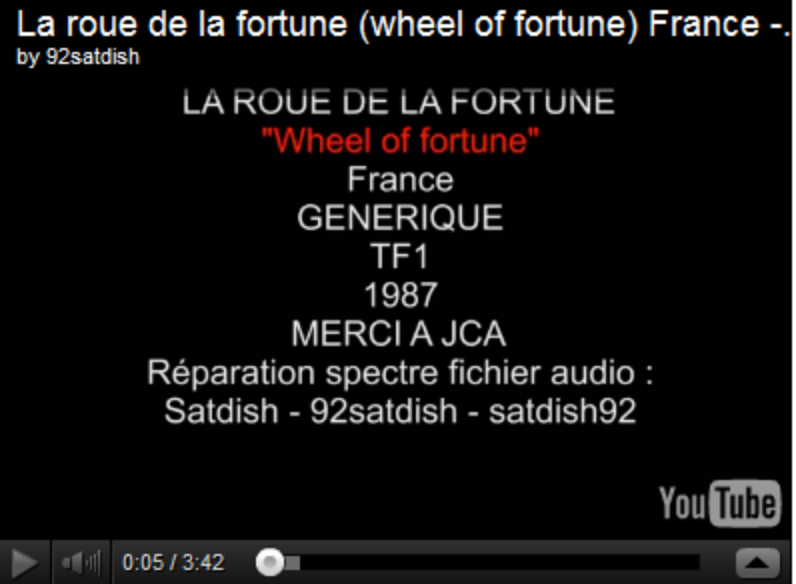 La roue de la fortune (wheel of fortune) France -.
by 92satdish
LA ROUE DE LA FORTUNE
"Wheel of fortune"
France
GENERIQUE
TF1
1987
MERCI A JCA
Réparation spectre fichier audio :
Satdish - 92satdish - satdish92
YouTube
0:05 / 3:42